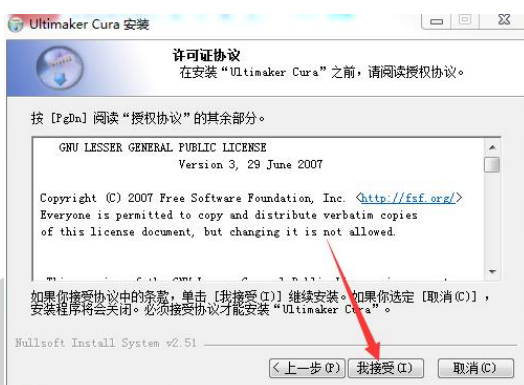 Ultimaker Cura 安装
许可证协议
在安装“Ultimaker Cura”之前，请阅读授权协议。
按 [PgDn] 阅读“授权协议”的其余部分。
GNU LESSER GENERAL PUBLIC LICENSE
Version 3, 29 June 2007
Copyright (C) 2007 Free Software Foundation, Inc. <http://fsf.org/>
Everyone is permitted to copy and distribute verbatim copies
of this license document, but changing it is not allowed.
如果你接受协议中的条款，单击 [我接受(I)] 继续安装。如果你选定 [取消(C)] ，
安装程序将会关闭。必须接受协议才能安装“Ultimaker Cura”。
Nullsoft Install System v2.51
<上一步(P) 我接受(I) 取消(C)